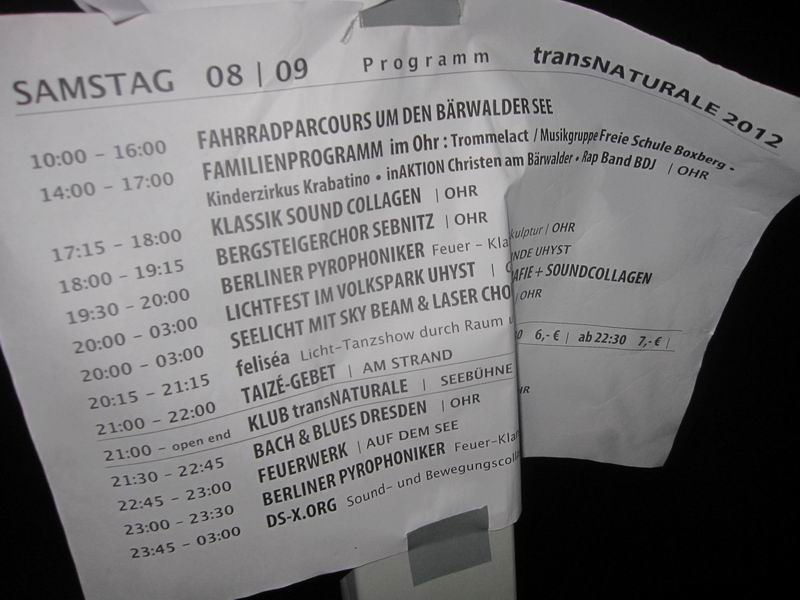 SAMSTAG 08 | 09 Programm transNATURALE 2012
10:00 – 16:00 FAHRRADPARCOURS UM DEN BÄRWALDER SEE
14:00 – 17:00 FAMILIENPROGRAMM im Ohr : Trommelact / Musikgruppe Freie Schule Boxberg -
Kinderzirkus Krabatino • inAKTION Christen am Bärwalder • Rap Band BDJ | OHR
17:15 – 18:00 KLASSIK SOUND COLLAGEN | OHR
18:00 – 19:15 BERGSTEIGERCHOR SEBNITZ | OHR
19:30 – 20:00 BERLINER PYROPHONIKER Feuer – Kla kulptur | OHR
20:00 – 03:00 LICHTFEST IM VOLKSPARK UHYST | NDE UHYST
20:00 – 03:00 SEELICHT MIT SKY BEAM & LASER CHO AFIE + SOUNDCOLLAGEN
20:15 – 21:15 feliséa Licht-Tanzshow durch Raum | OHR
21:00 – 22:00 TAIZÉ-GEBET | AM STRAND
21:00 – open end KLUB transNATURALE | SEEBÜHNE 6,- € | ab 22:30 7,- € |
21:30 – 22:45 BACH & BLUES DRESDEN | OHR
22:45 – 23:00 FEUERWERK | AUF DEM SEE
23:00 – 23:30 BERLINER PYROPHONIKER Feuer-Kla HR
23:45 – 03:00 DS-X.ORG Sound- und Bewegungscoll